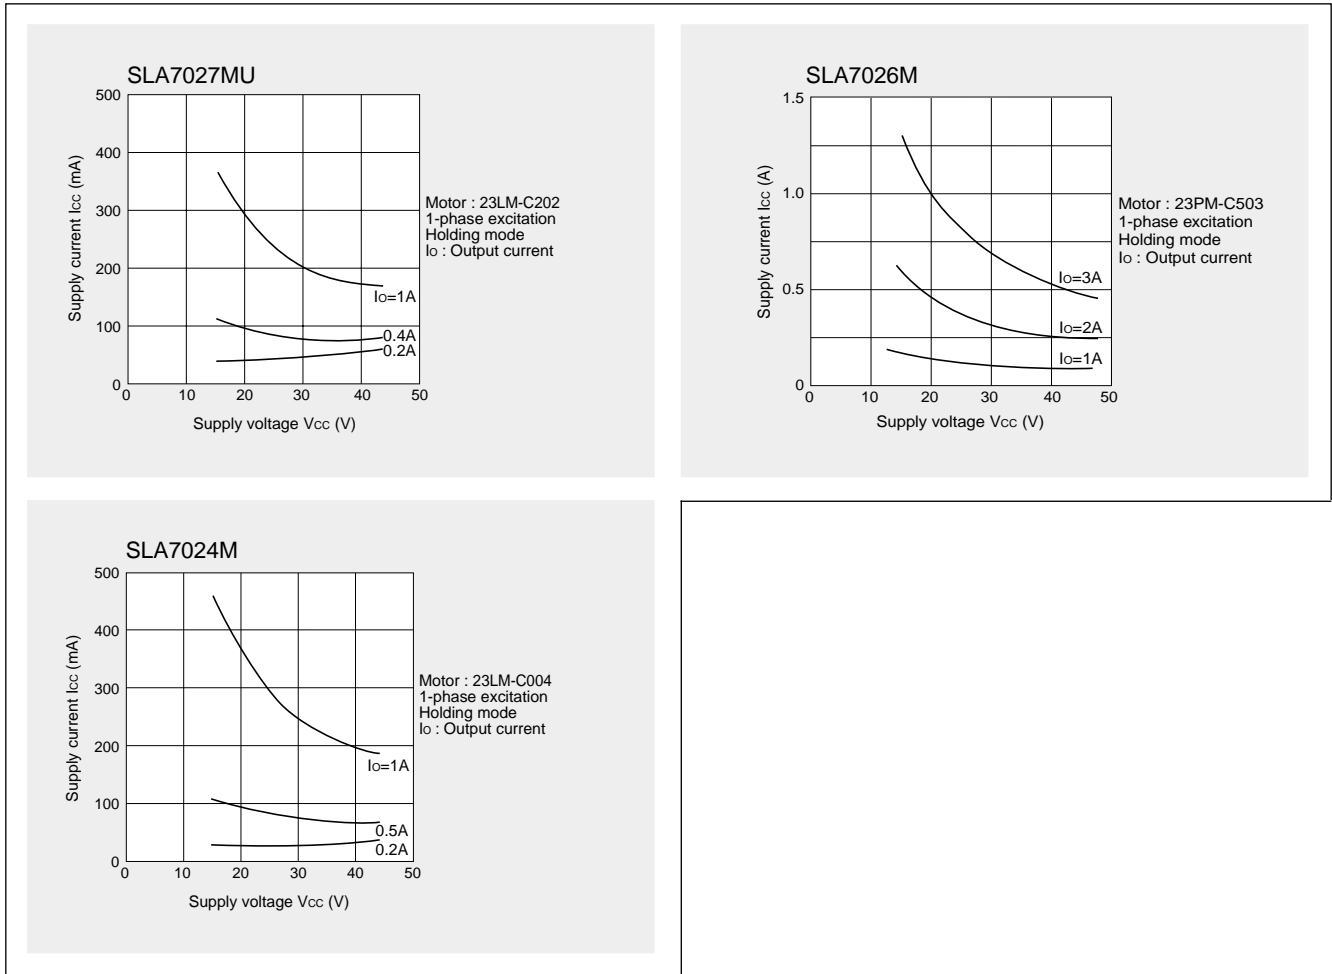 SLA7027MU
500
400
300
200
100
0
0 10 20 30 40 50
Supply current Icc (mA)
Supply voltage Vcc (V)
Io=1A
0.4A
0.2A
Motor : 23LM-C202
1-phase excitation
Holding mode
Io : Output current
SLA7026M
1.5
1.0
0.5
0
0 10 20 30 40 50
Supply current Icc (A)
Supply voltage Vcc (V)
Io=3A
Io=2A
Io=1A
Motor : 23PM-C503
1-phase excitation
Holding mode
Io : Output current
SLA7024M
500
400
300
200
100
0
0 10 20 30 40 50
Supply current Icc (mA)
Supply voltage Vcc (V)
Io=1A
0.5A
0.2A
Motor : 23LM-C004
1-phase excitation
Holding mode
Io : Output current